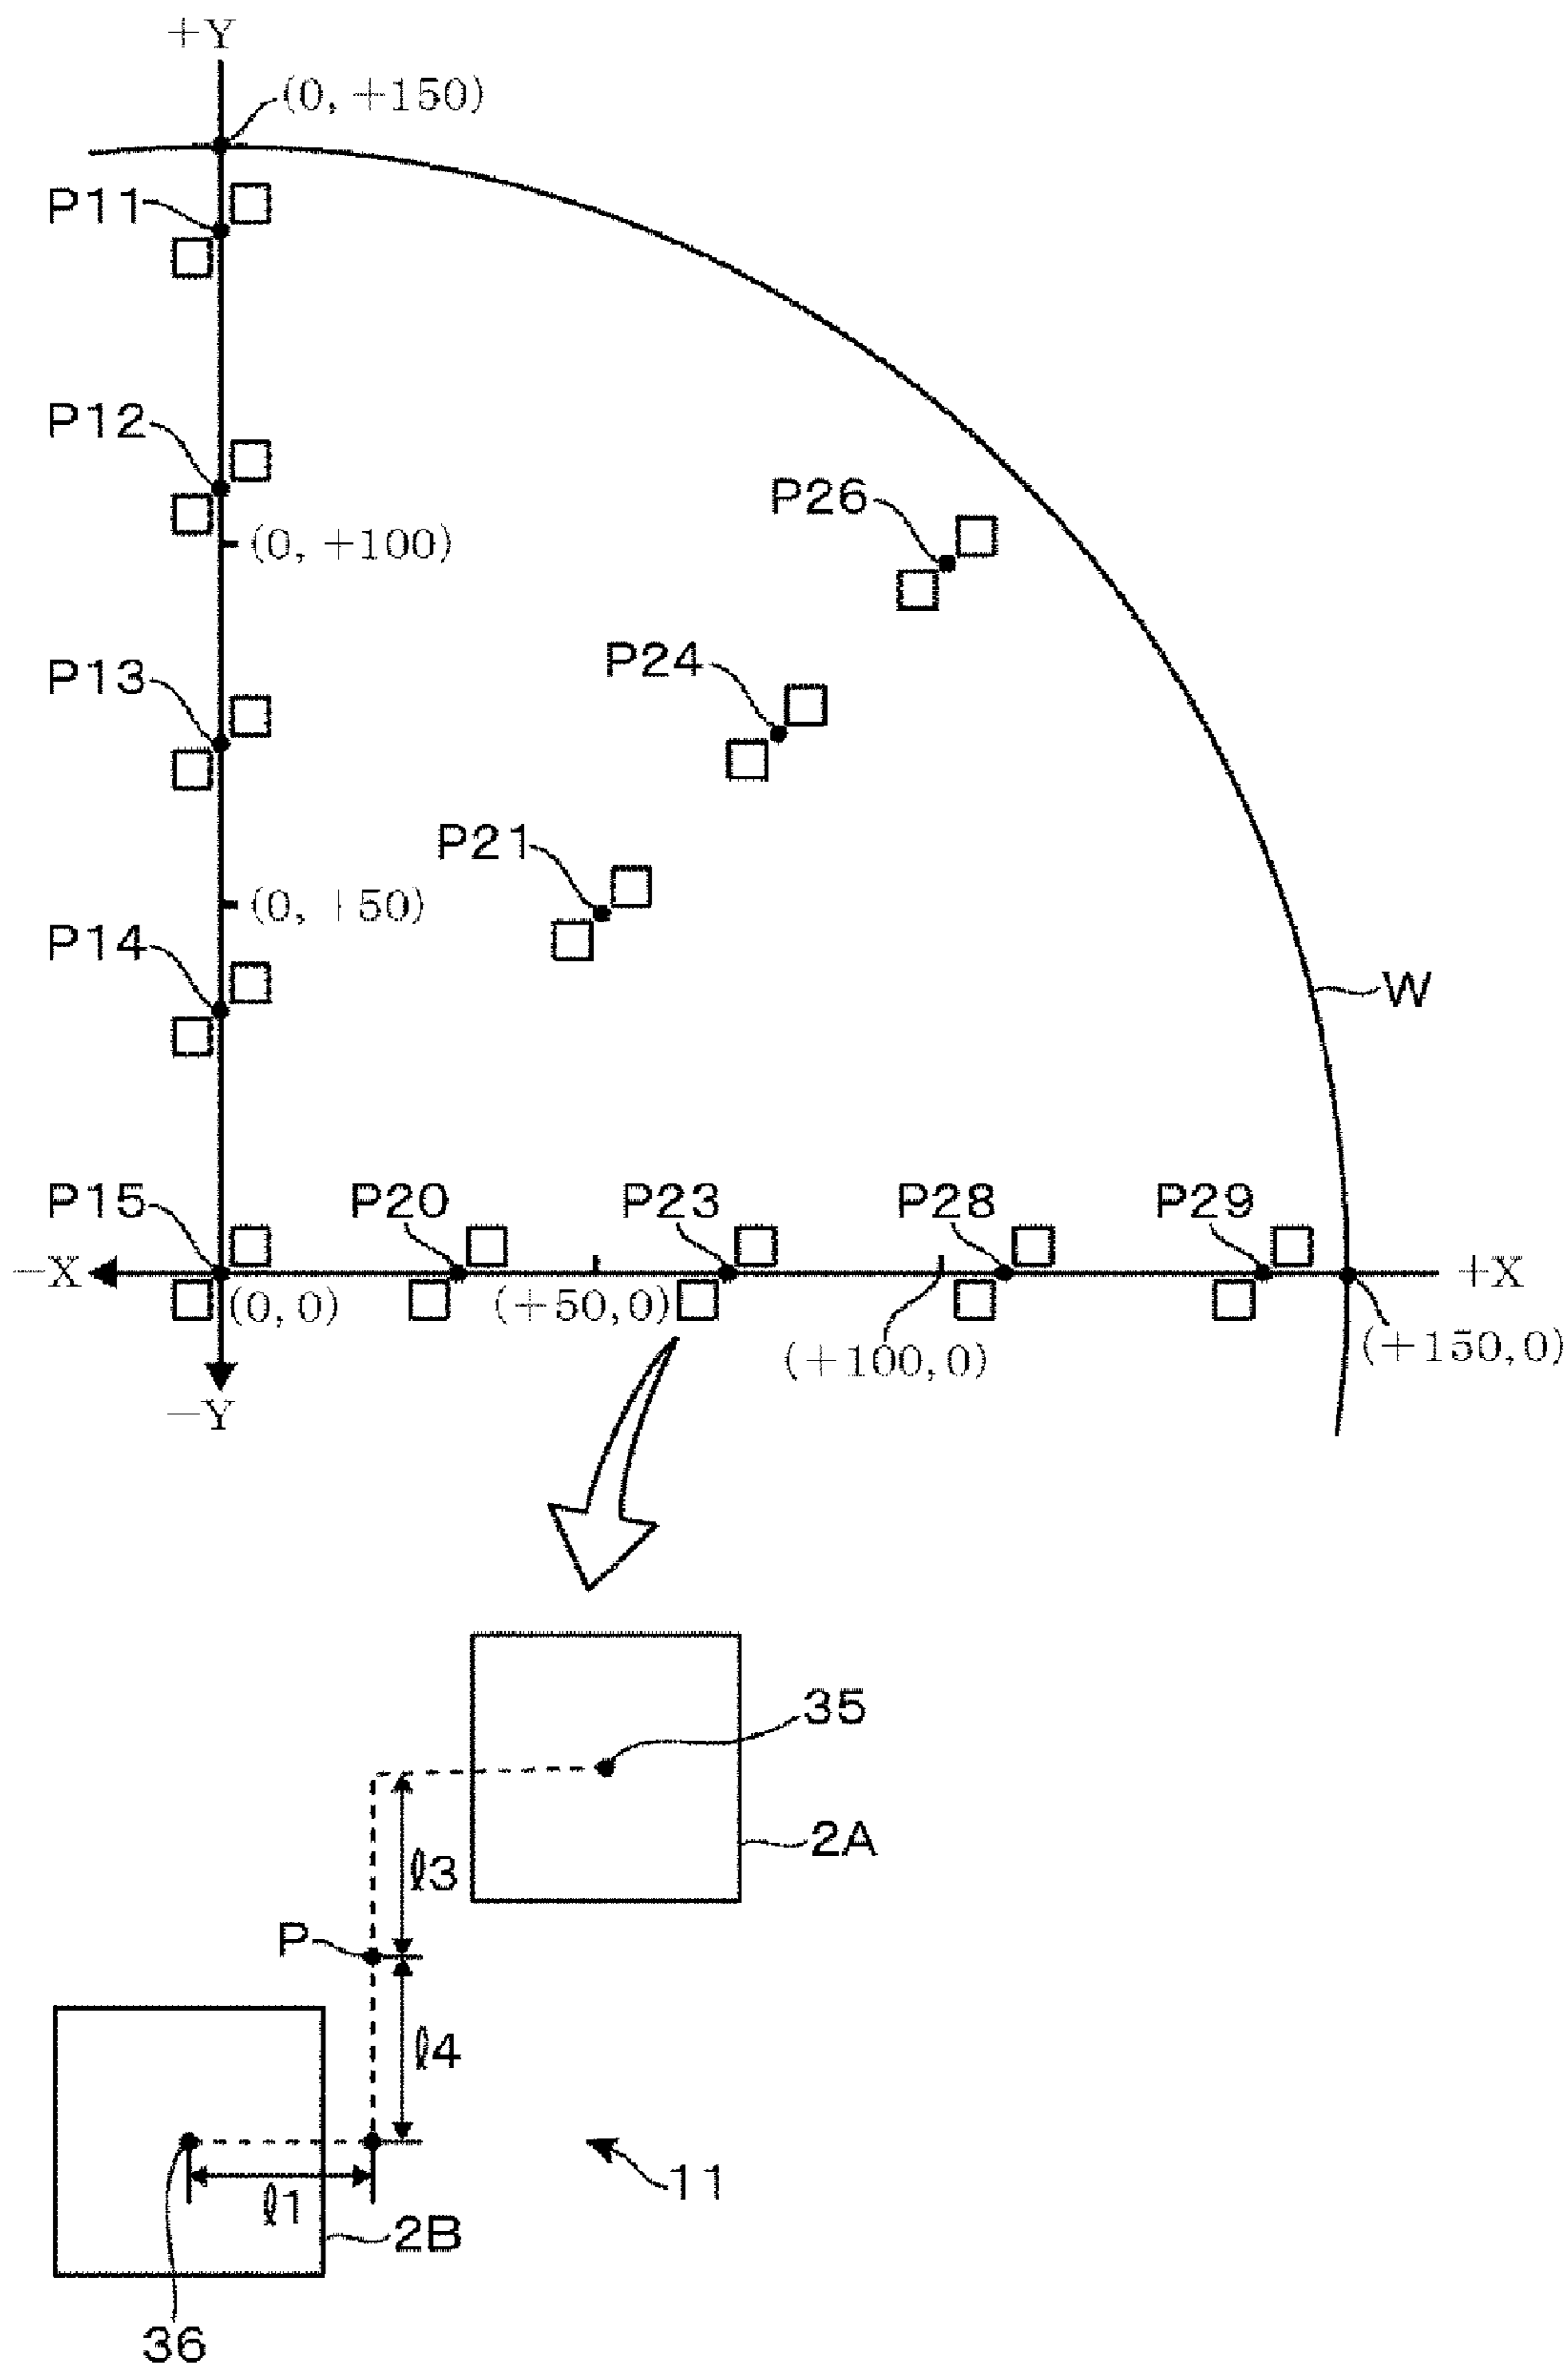 +Y
(0, +150)
P11
P12
P26
(0, +100)
P24
P13
P21
(0, +50)
P14
W
P15
P20
P23
P28
P29
−X
+X
(0, 0)
(+50,0)
(+100,0)
(+150,0)
−Y
35
2A
ℓ3
P
ℓ4
11
ℓ1
2B
36